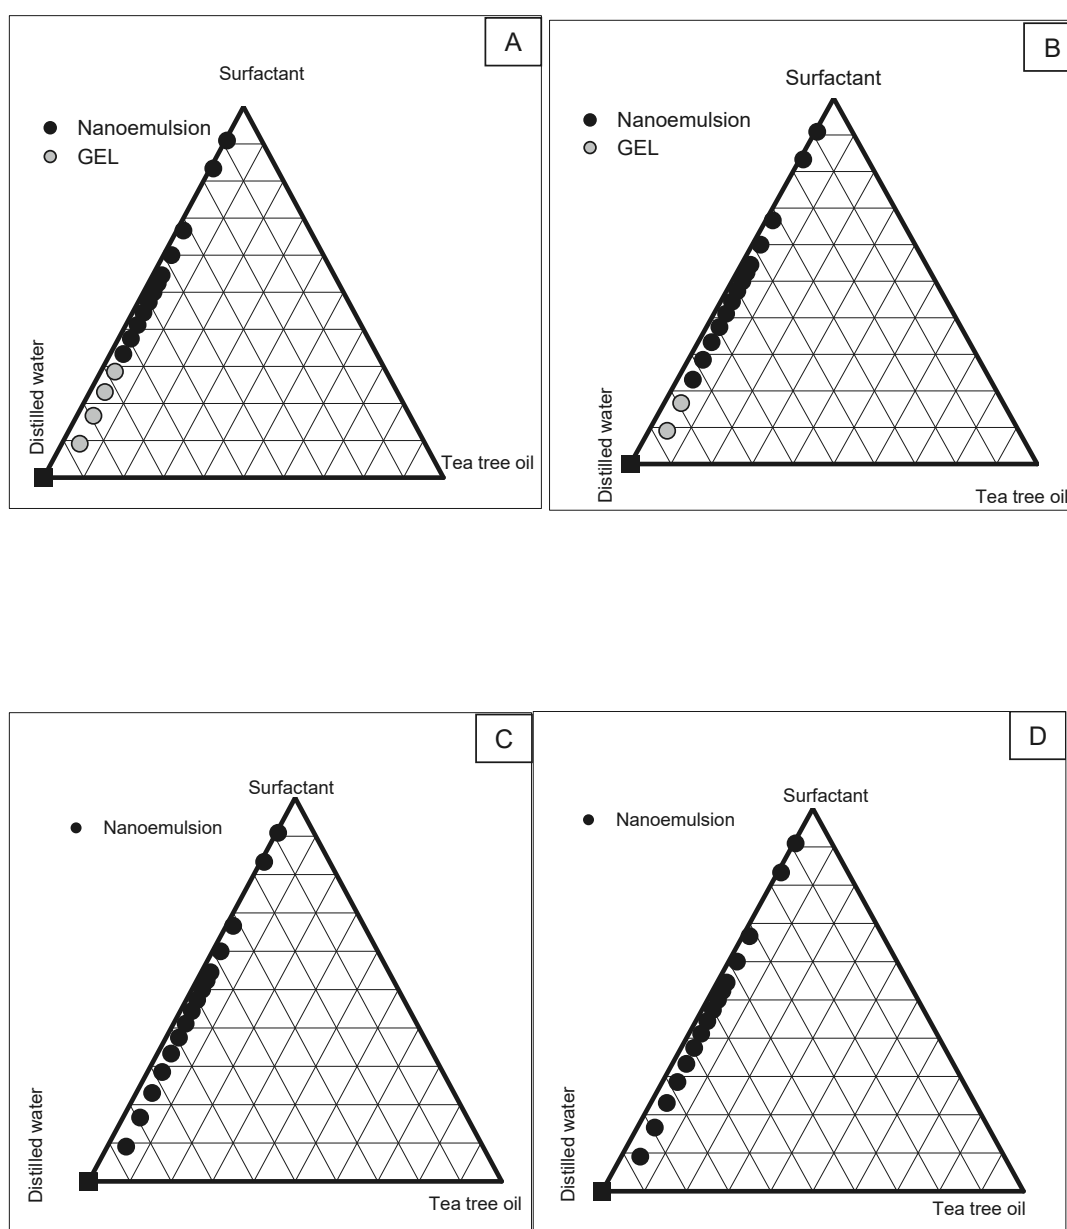 A
Surfactant
Nanoemulsion
GEL
Distilled water
Tea tree oil
B
Surfactant
Nanoemulsion
GEL
Distilled water
Tea tree oil
C
Surfactant
Nanoemulsion
Distilled water
Tea tree oil
D
Surfactant
Nanoemulsion
Distilled water
Tea tree oil